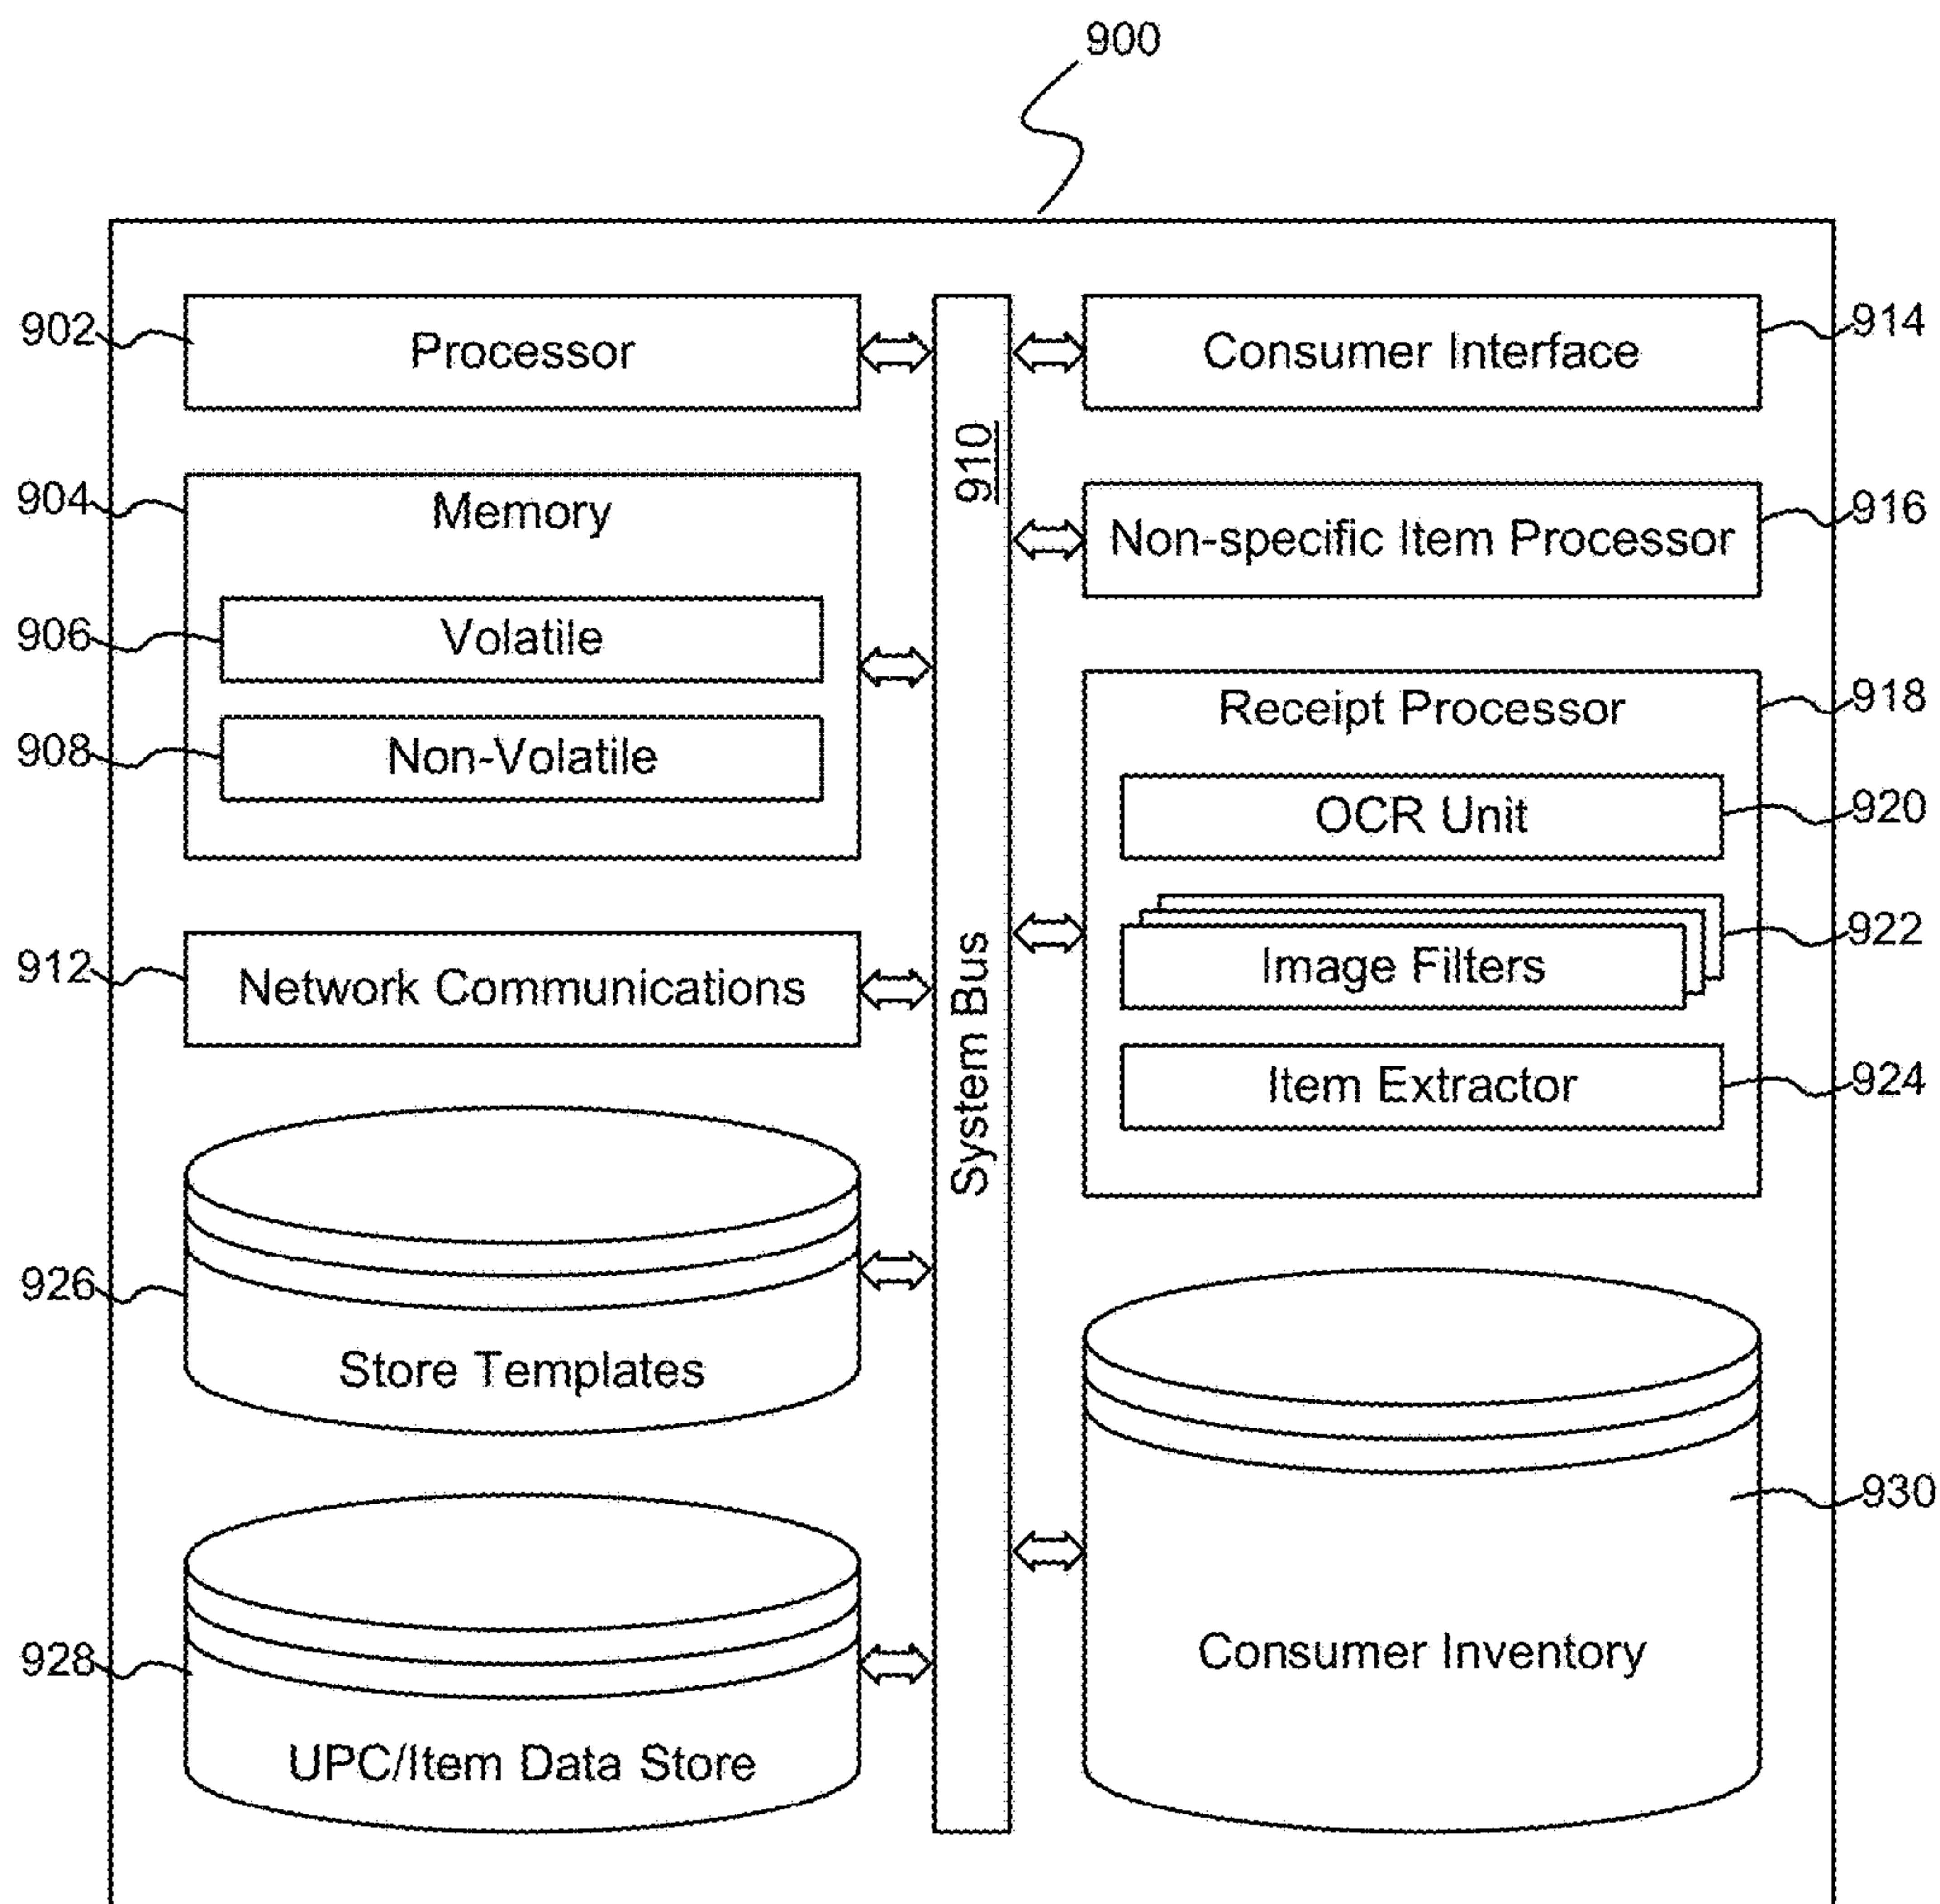 900
902
Processor
904
Memory
906
Volatile
908
Non-Volatile
912
Network Communications
926
Store Templates
928
UPC/Item Data Store
910
System Bus
914
Consumer Interface
916
Non-specific Item Processor
918
Receipt Processor
920
OCR Unit
922
Image Filters
924
Item Extractor
930
Consumer Inventory